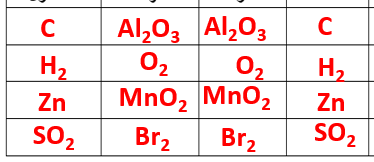 C Al₂O₃ Al₂O₃ C
H₂ O₂ O₂ H₂
Zn MnO₂ MnO₂ Zn
SO₂ Br₂ Br₂ SO₂